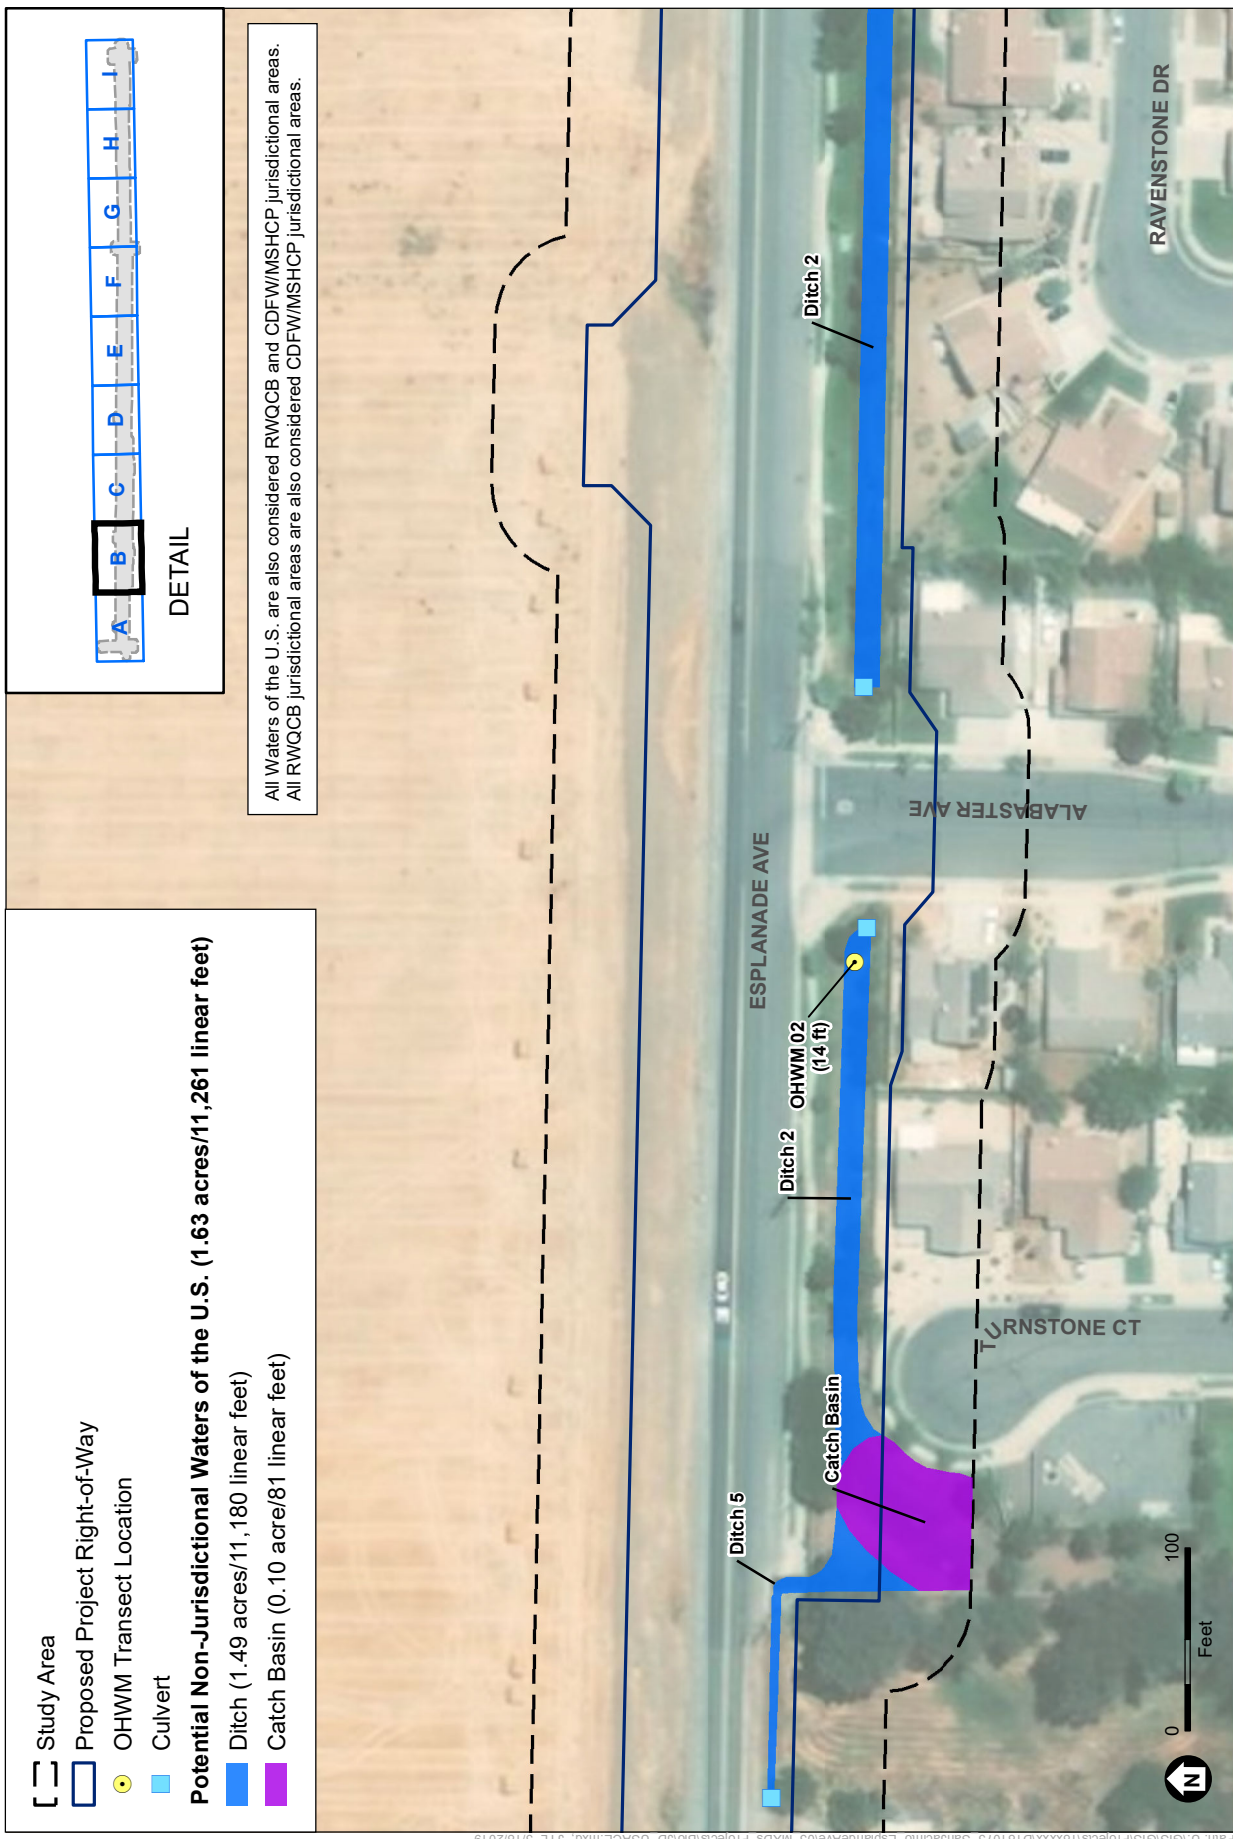 Study Area
Proposed Project Right-of-Way
OHWM Transect Location
Culvert
Potential Non-Jurisdictional Waters of the U.S. (1.63 acres/11,261 linear feet)
Ditch (1.49 acres/11,180 linear feet)
Catch Basin (0.10 acre/81 linear feet)
A
B
C
D
E
F
G
H
I
DETAIL
All Waters of the U.S. are also considered RWQCB and CDFW/MSHCP jurisdictional areas.
All RWQCB jurisdictional areas are also considered CDFW/MSHCP jurisdictional areas.
ESPLANADE AVE
Ditch 5
Catch Basin
Ditch 2
OHWM 02
(14 ft)
Ditch 2
ALABASTER AVE
TURNSTONE CT
RAVENSTONE DR
N
0
100
Feet